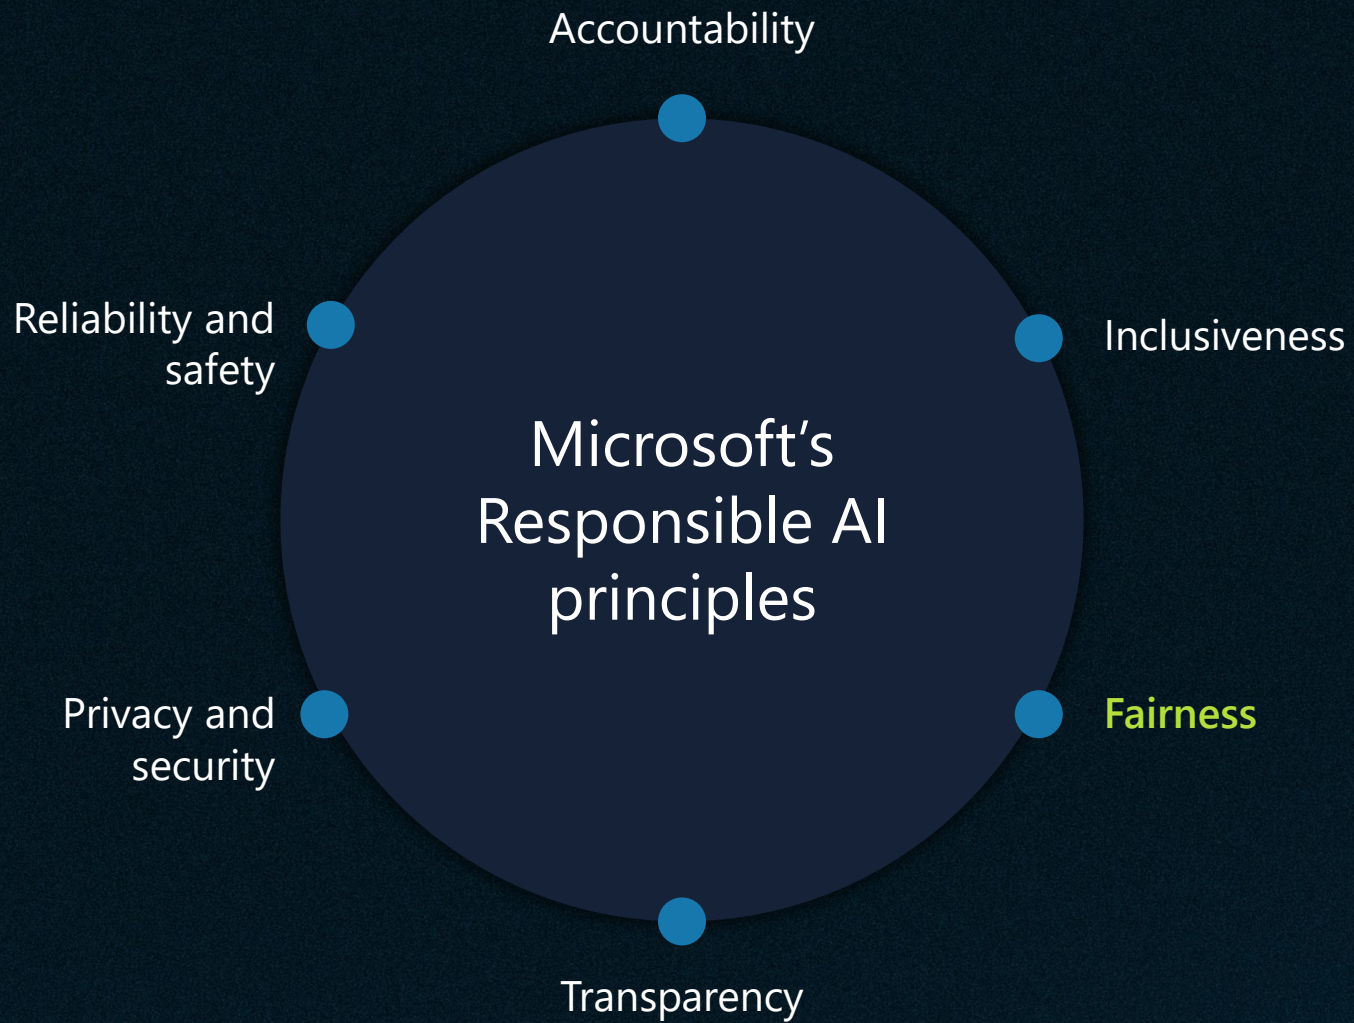 Accountability
Reliability and
safety
Inclusiveness
Microsoft’s
Responsible AI
principles
Privacy and
security
Fairness
Transparency